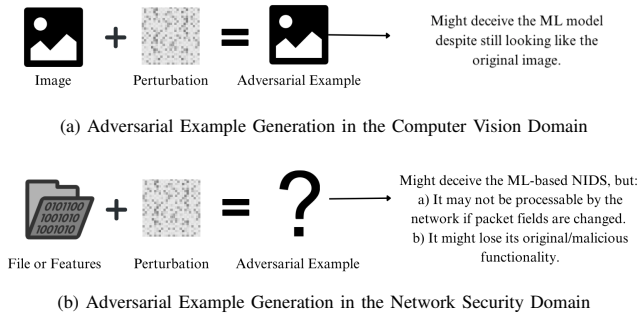 Might deceive the ML model
despite still looking like the
original image.
Image
Perturbation
Adversarial Example
(a) Adversarial Example Generation in the Computer Vision Domain
0101100
1001010
1001010
Might deceive the ML-based NIDS, but:
a) It may not be processable by the
network if packet fields are changed.
b) It might lose its original/malicious
functionality.
?
File or Features
Perturbation
Adversarial Example
(b) Adversarial Example Generation in the Network Security Domain